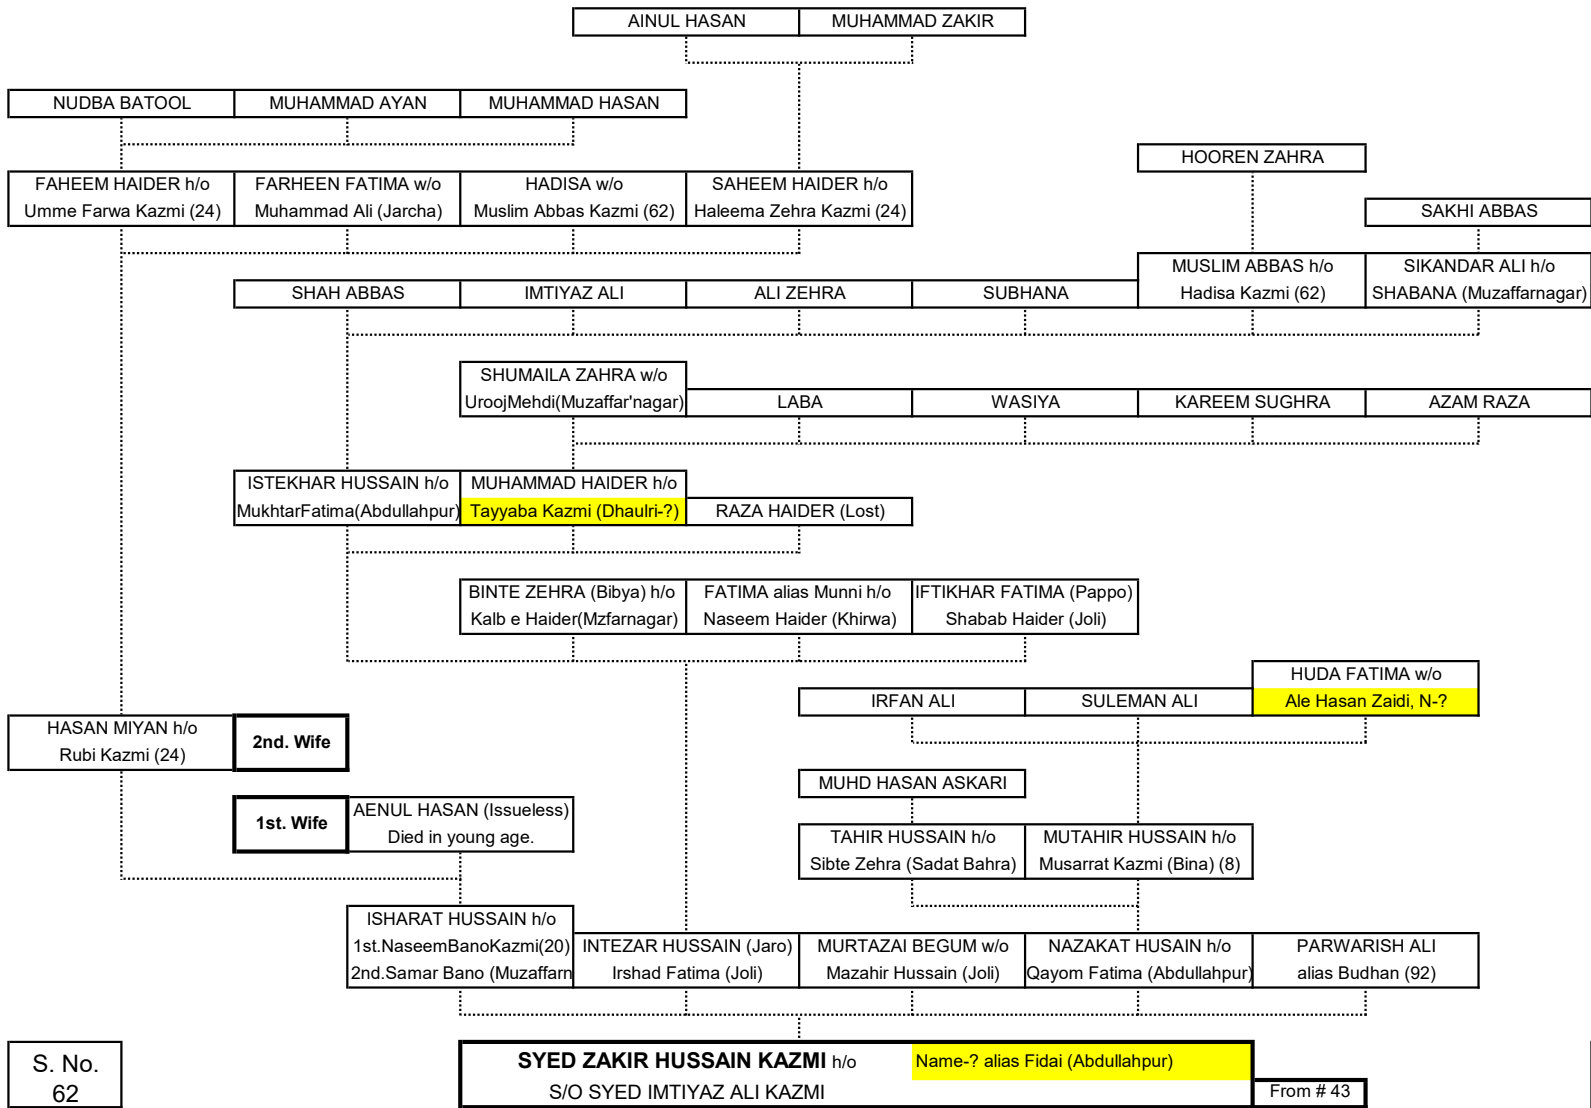 AINUL HASAN MUHAMMAD ZAKIR
NUDBA BATOOL MUHAMMAD AYAN MUHAMMAD HASAN
HOOREN ZAHRA
FAHEEM HAIDER h/o
Umme Farwa Kazmi (24)
FARHEEN FATIMA w/o
Muhammad Ali (Jarcha)
HADISA w/o
Muslim Abbas Kazmi (62)
SAHEEM HAIDER h/o
Haleema Zehra Kazmi (24)
SAKHI ABBAS
SHAH ABBAS IMTIYAZ ALI ALI ZEHRA SUBHANA
MUSLIM ABBAS h/o
Hadisa Kazmi (62)
SIKANDAR ALI h/o
SHABANA (Muzaffarnagar)
SHUMAILA ZAHRA w/o
UroojMehdi(Muzaffar'nagar)
LABA WASIYA KAREEM SUGHRA AZAM RAZA
ISTEKHAR HUSSAIN h/o
MukhtarFatima(Abdullahpur)
MUHAMMAD HAIDER h/o
Tayyaba Kazmi (Dhaulri-?)
RAZA HAIDER (Lost)
BINTE ZEHRA (Bibya) h/o
Kalb e Haider(Mzfarnagar)
FATIMA alias Munni h/o
Naseem Haider (Khirwa)
IFTIKHAR FATIMA (Pappo)
Shabab Haider (Joli)
IRFAN ALI SULEMAN ALI
HUDA FATIMA w/o
Ale Hasan Zaidi, N-?
HASAN MIYAN h/o
Rubi Kazmi (24)
2nd. Wife
MUHD HASAN ASKARI
1st. Wife
AENUL HASAN (Issueless)
Died in young age.
TAHIR HUSSAIN h/o
Sibte Zehra (Sadat Bahra)
MUTAHIR HUSSAIN h/o
Musarrat Kazmi (Bina) (8)
ISHARAT HUSSAIN h/o
1st.NaseemBanoKazmi(20)
2nd.Samar Bano (Muzaffarn
INTEZAR HUSSAIN (Jaro)
Irshad Fatima (Joli)
MURTAZAI BEGUM w/o
Mazahir Hussain (Joli)
NAZAKAT HUSAIN h/o
Qayom Fatima (Abdullahpur)
PARWARISH ALI
alias Budhan (92)
S. No.
62
SYED ZAKIR HUSSAIN KAZMI h/o Name-? alias Fidai (Abdullahpur)
S/O SYED IMTIYAZ ALI KAZMI
From # 43